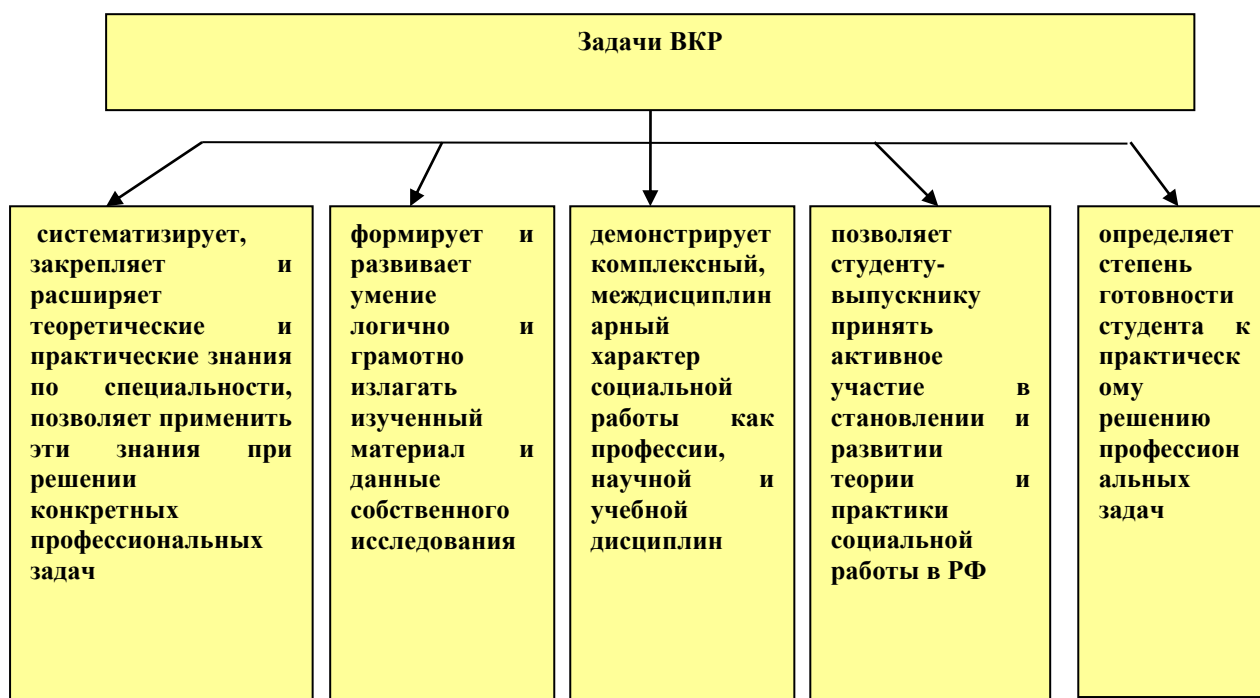 Задачи ВКР
систематизирует,
закрепляет и
расширяет
теоретические и
практические знания
по специальности,
позволяет применить
эти знания при
решении
конкретных
профессиональных
задач
формирует и
развивает
умение
логично и
грамотно
излагать
изученный
материал и
данные
собственного
исследования
демонстрирует
комплексный,
междисциплин
арный
характер
социальной
работы как
профессии,
научной и
учебной
дисциплин
позволяет
студенту-
выпускнику
принять
активное
участие в
становлении и
развитии
теории и
практики
социальной
работы в РФ
определяет
степень
готовности
студента к
практическ
ому
решению
профессион
альных
задач